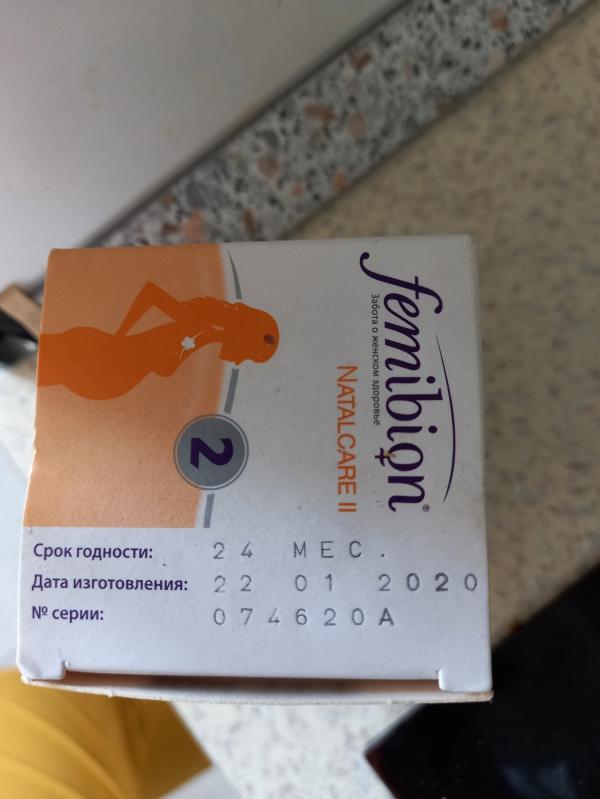 femibion®
Забота о женском здоровье
NATALCARE II
2
Срок годности: 24 МЕС.
Дата изготовления: 22 01 2020
№ серии: 074620A